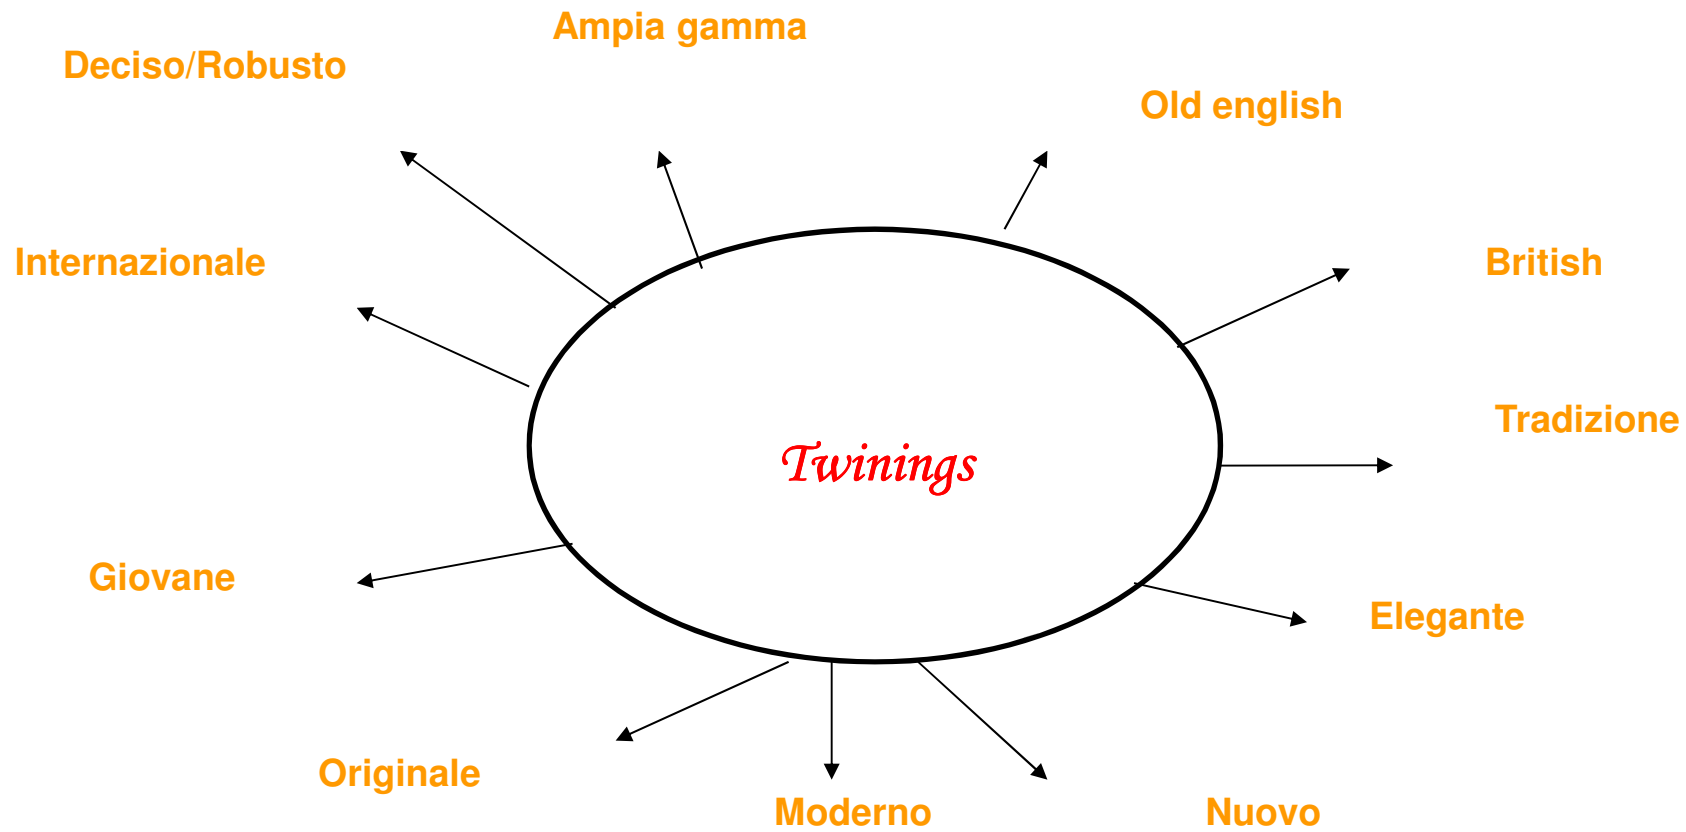 Ampia gamma
Deciso/Robusto
Old english
Internazionale
British
Tradizione
Twinings
Giovane
Elegante
Originale
Moderno
Nuovo